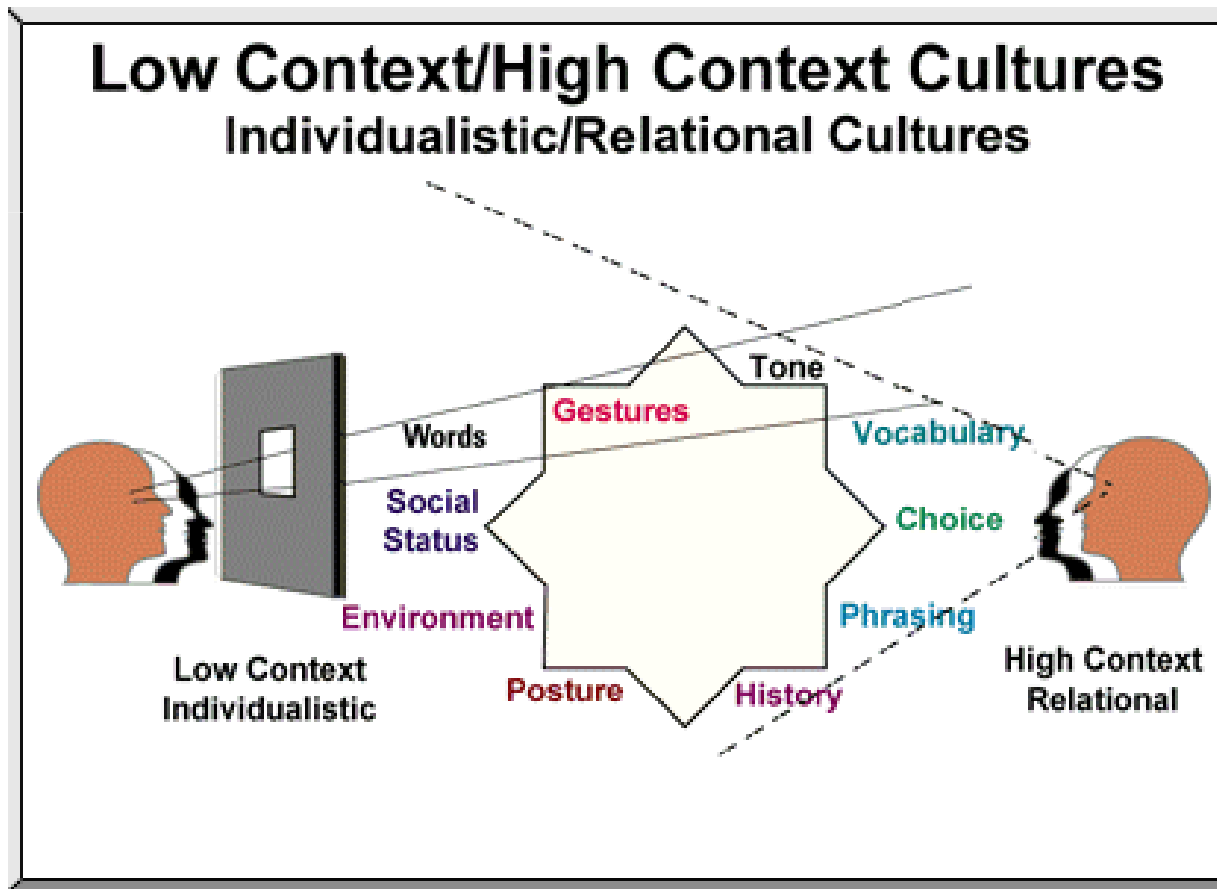 Low Context/High Context Cultures
Individualistic/Relational Cultures
Tone
Gestures
Words
Vocabulary
Social
Status
Choice
Environment
Phrasing
Posture
History
Low Context
Individualistic
High Context
Relational